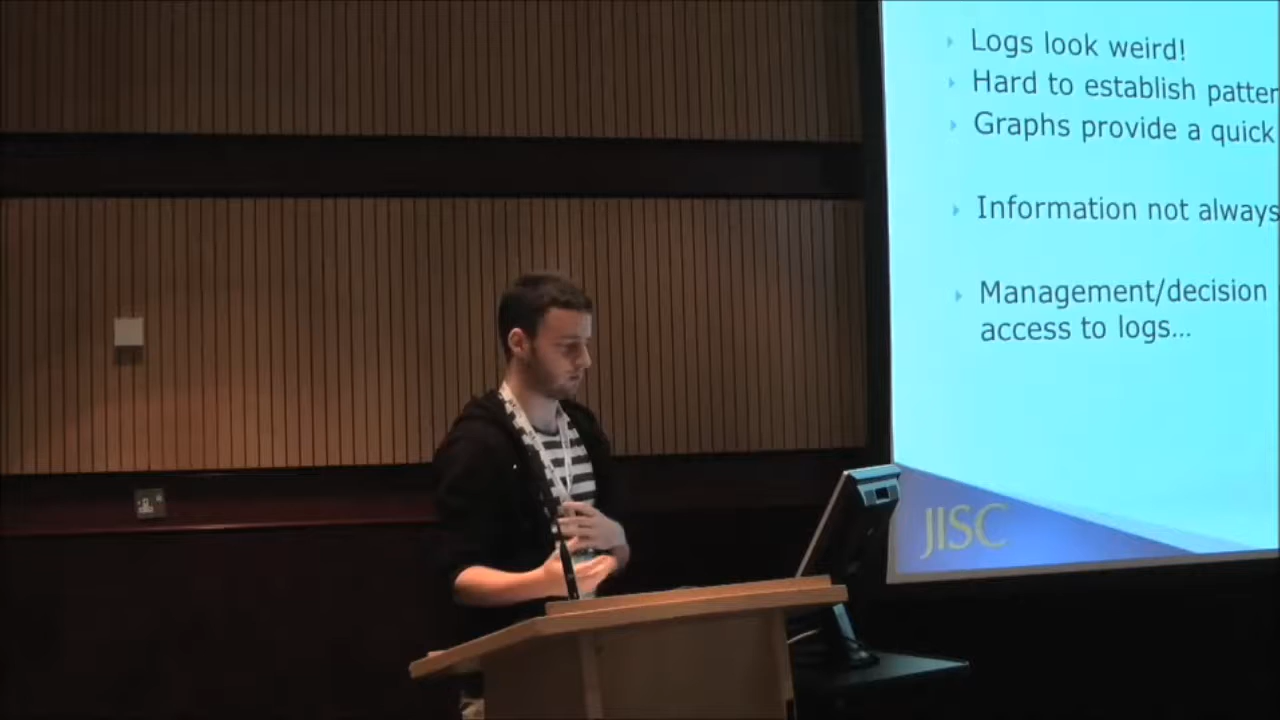 Logs look weird!
Hard to establish patter
Graphs provide a quick
Information not always
Management/decision
access to logs...
JISC